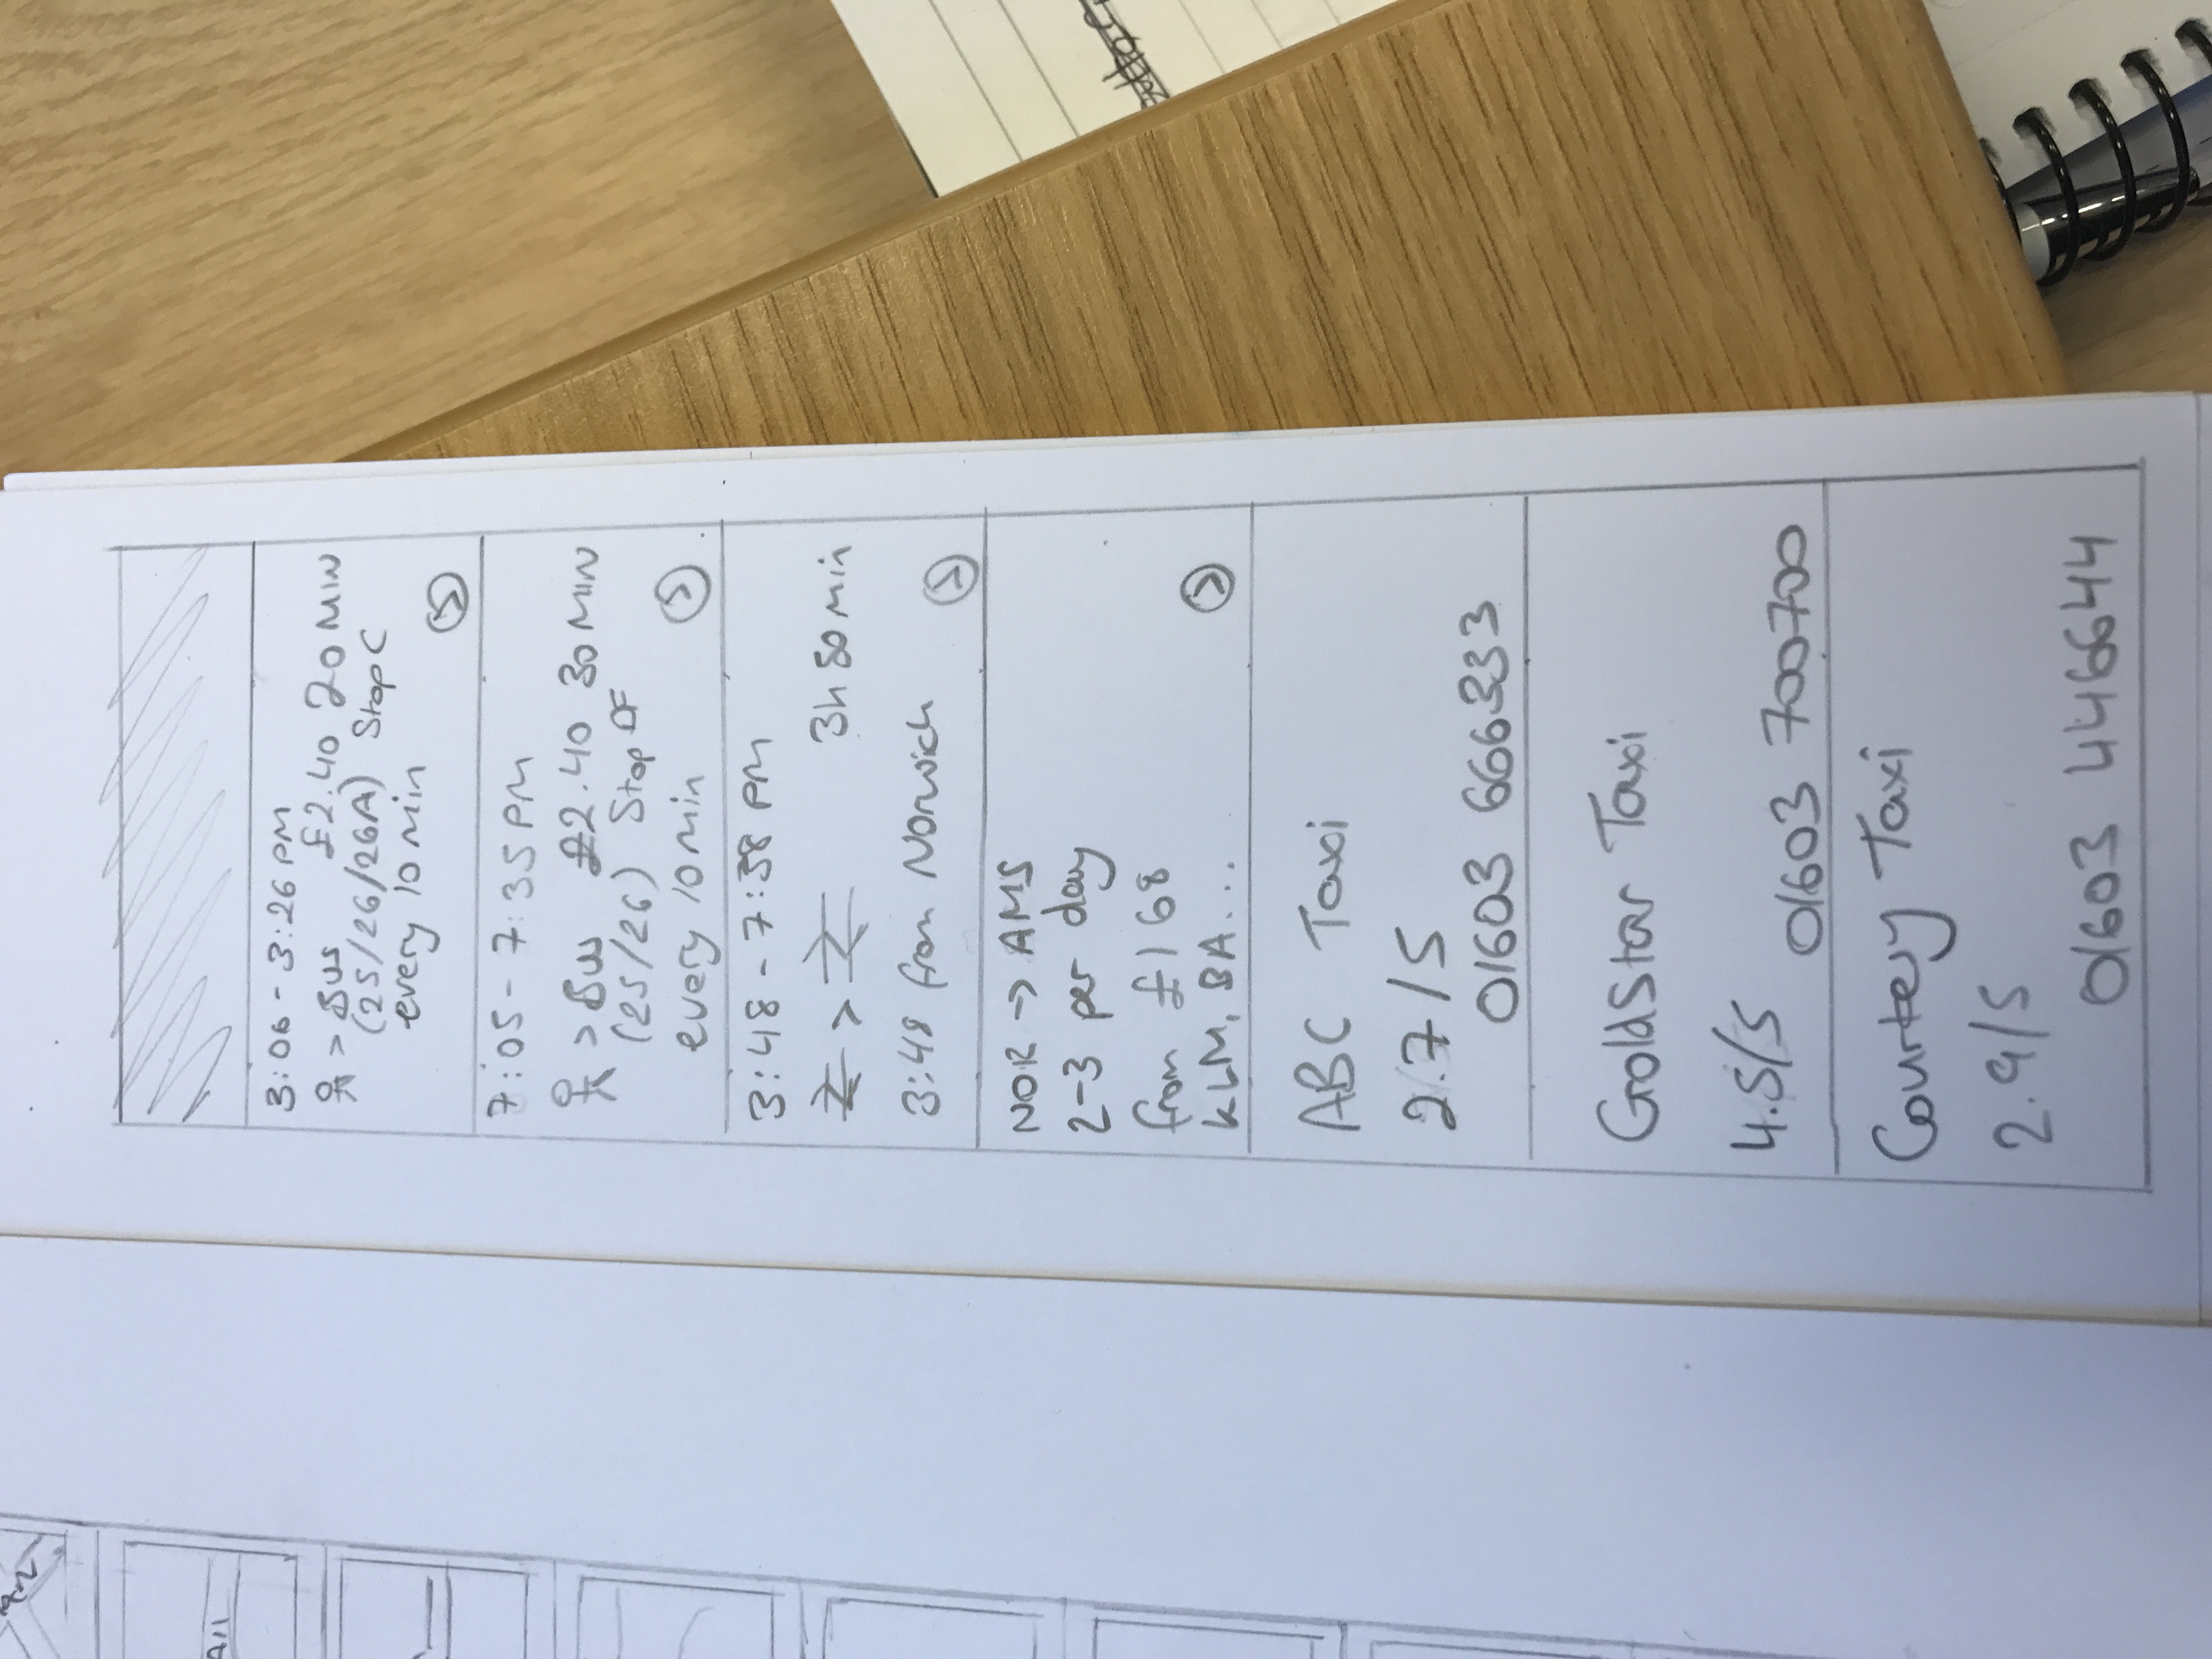 All
3:06 - 3:26 PM
> Bus £2.40 20 MIN
(25/26/26A) Stop C
every 10 min
>
7:05 - 7:35 PM
> Bus £2.40 30 MIN
(25/26) Stop DF
every 10 min
>
3:48 - 7:38 PM
> 3h 50 min
3:48 from Norwich
>
NOR → AMS
2-3 per day
from £168
KLM, BA...
>
ABC Taxi
2.7/5
01603 666333
GoldStar Taxi
4.5/5
01603 700700
Courtesy Taxi
2.9/5
01603 446644